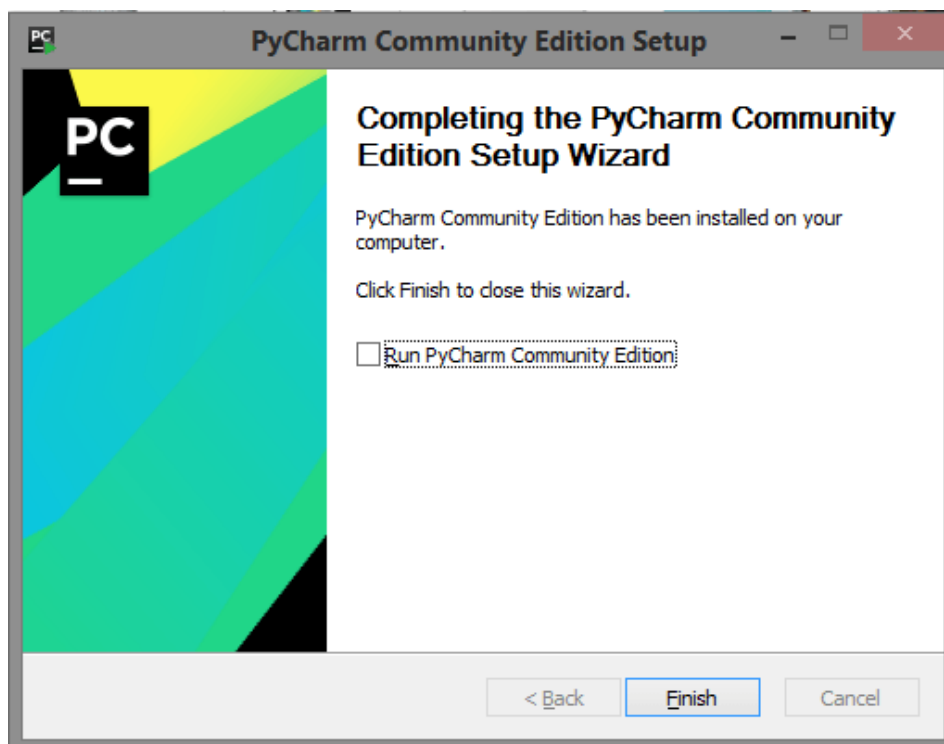 PC
PyCharm Community Edition Setup
PC
Completing the PyCharm Community
Edition Setup Wizard
PyCharm Community Edition has been installed on your
computer.
Click Finish to close this wizard.
Run PyCharm Community Edition
< Back
Finish
Cancel